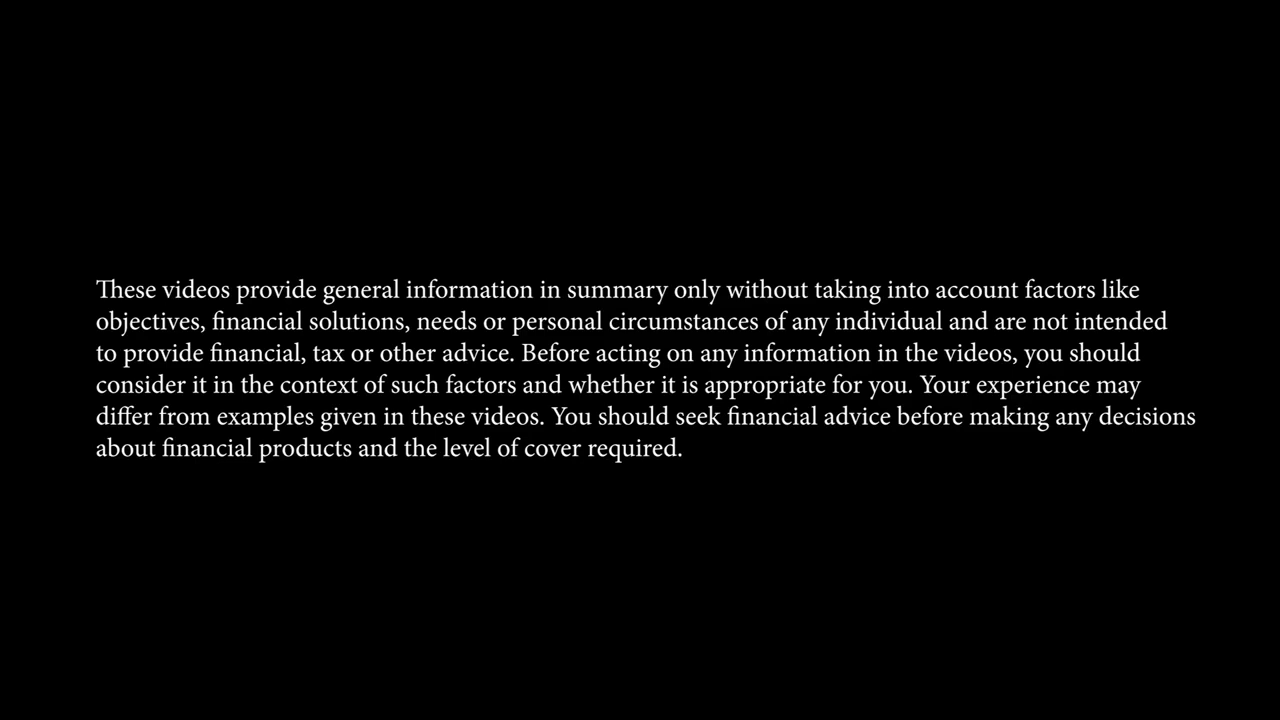 These videos provide general information in summary only without taking into account factors like
objectives, financial solutions, needs or personal circumstances of any individual and are not intended
to provide financial, tax or other advice. Before acting on any information in the videos, you should
consider it in the context of such factors and whether it is appropriate for you. Your experience may
differ from examples given in these videos. You should seek financial advice before making any decisions
about financial products and the level of cover required.